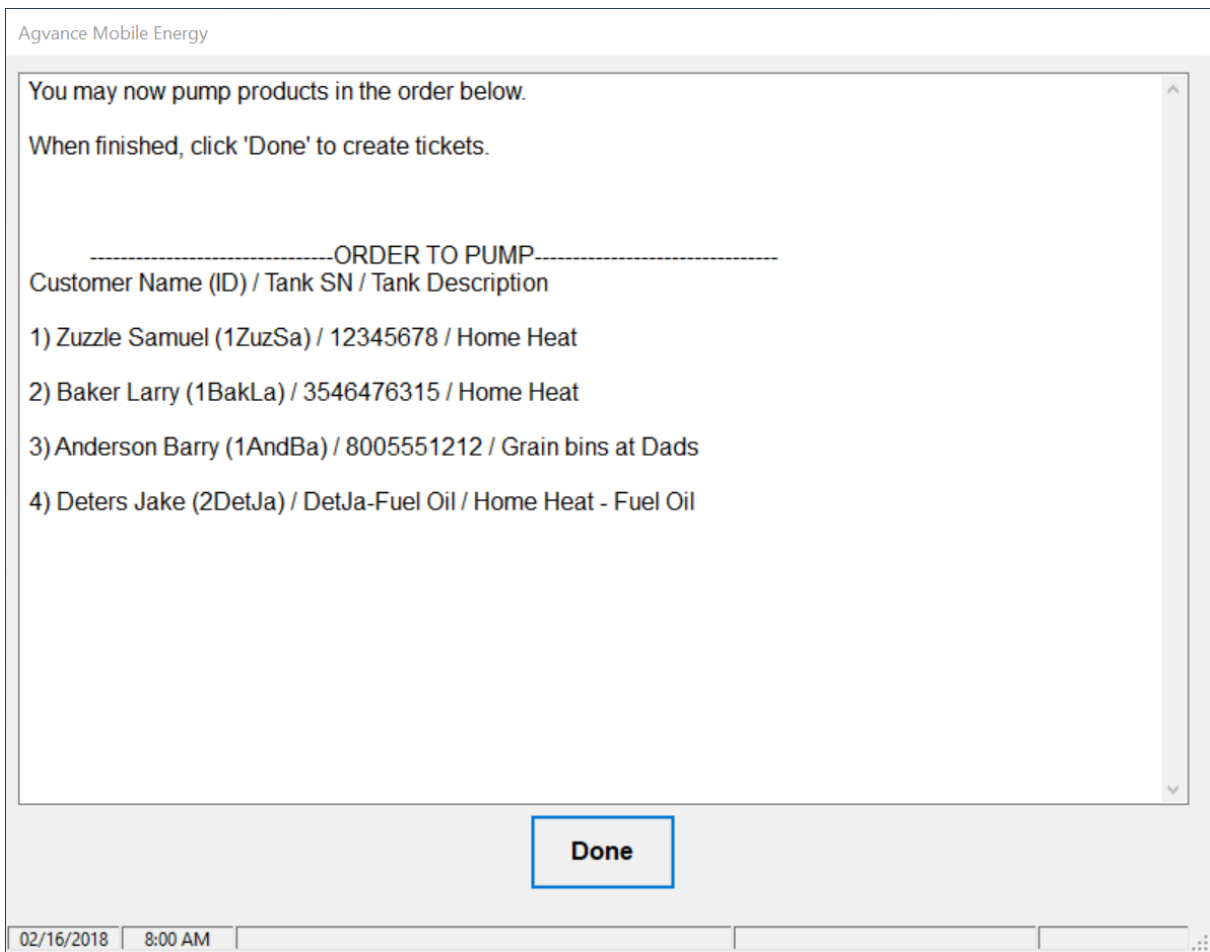 Agvance Mobile Energy
You may now pump products in the order below.
When finished, click 'Done' to create tickets.
--------------------------------ORDER TO PUMP--------------------------------
Customer Name (ID) / Tank SN / Tank Description
1) Zuzzle Samuel (1ZuzSa) / 12345678 / Home Heat
2) Baker Larry (1BakLa) / 3546476315 / Home Heat
3) Anderson Barry (1AndBa) / 8005551212 / Grain bins at Dads
4) Deters Jake (2DetJa) / DetJa-Fuel Oil / Home Heat - Fuel Oil
Done
02/16/2018 8:00 AM